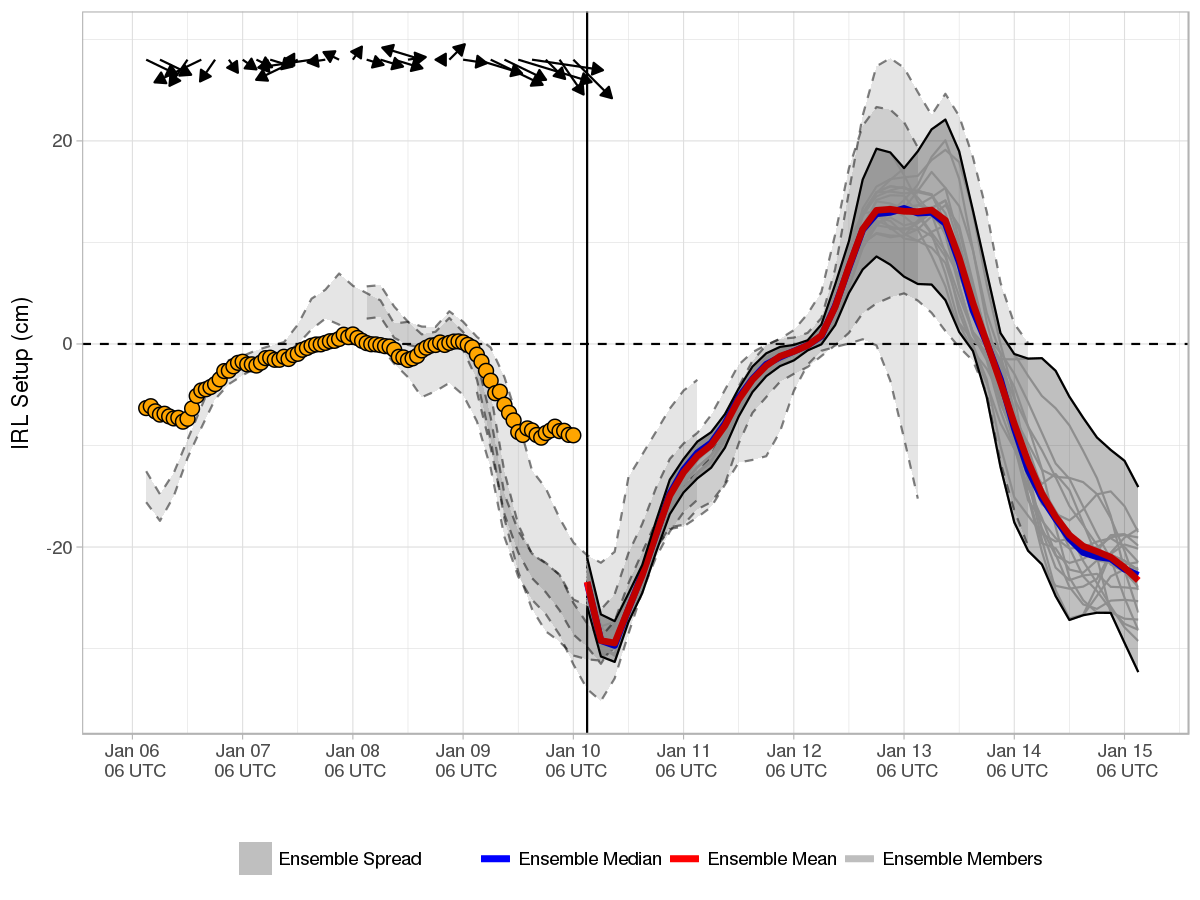 IRL Setup (cm)
20
0
-20
Jan 06 Jan 07 Jan 08 Jan 09 Jan 10 Jan 11 Jan 12 Jan 13 Jan 14 Jan 15
06 UTC 06 UTC 06 UTC 06 UTC 06 UTC 06 UTC 06 UTC 06 UTC 06 UTC 06 UTC
Ensemble Spread Ensemble Median Ensemble Mean Ensemble Members